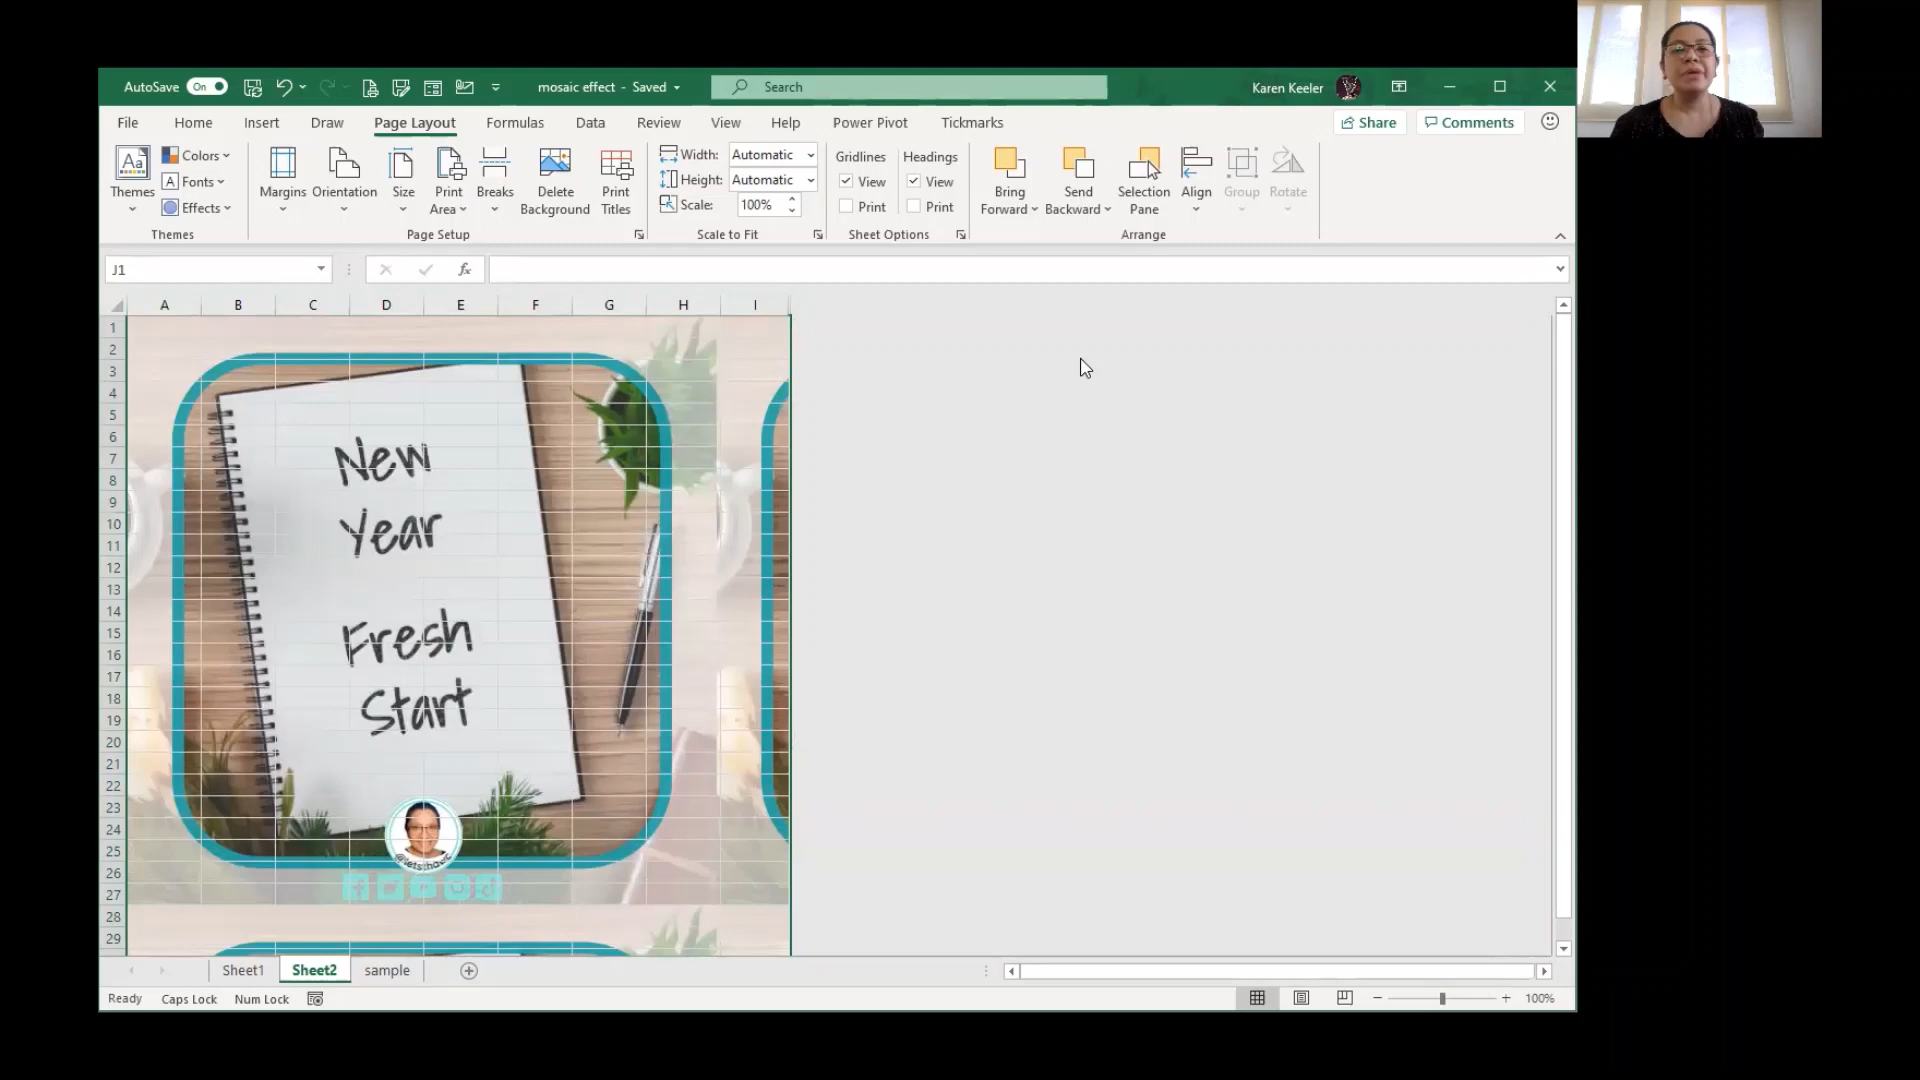 AutoSave On mosaic effect - Saved Search Karen Keeler
File Home Insert Draw Page Layout Formulas Data Review View Help Power Pivot Tickmarks Share Comments
Aa Themes Colors Fonts Effects
Margins Orientation Size Print Area Breaks Delete Background Print Titles
Width: Automatic
Height: Automatic
Scale: 100%
Gridlines View Print
Headings View Print
Bring Forward Send Backward Selection Pane Align Group Rotate
Themes Page Setup Scale to Fit Sheet Options Arrange
J1 fx
A B C D E F G H I
1
2
3
4
5
6
7
8
9
10
11
12
13
14
15
16
17
18
19
20
21
22
23
24
25
26
27
28
29
New
Year
Fresh
Start
Sheet1 Sheet2 sample
Ready Caps Lock Num Lock 100%